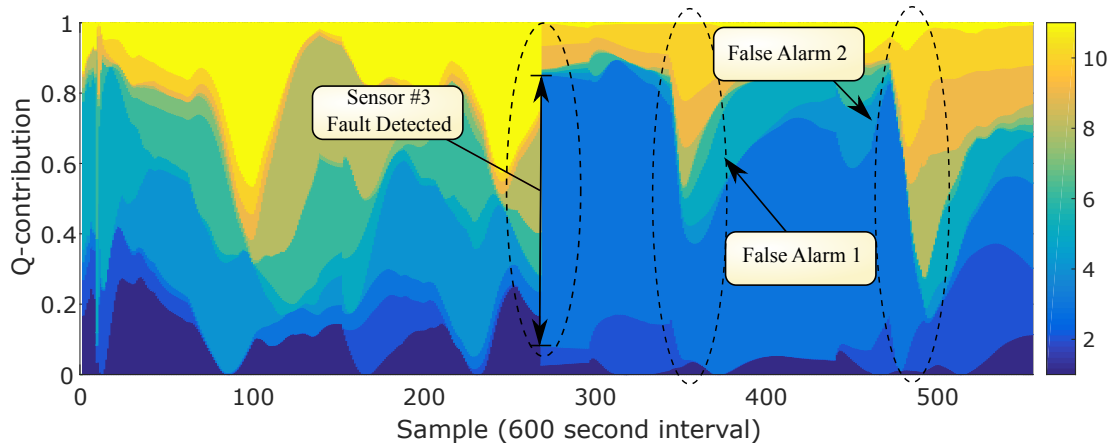 1
0.8
0.6
0.4
0.2
0
Q-contribution
0
100
200
300
400
500
Sample (600 second interval)
Sensor #3
Fault Detected
False Alarm 2
False Alarm 1
10
8
6
4
2